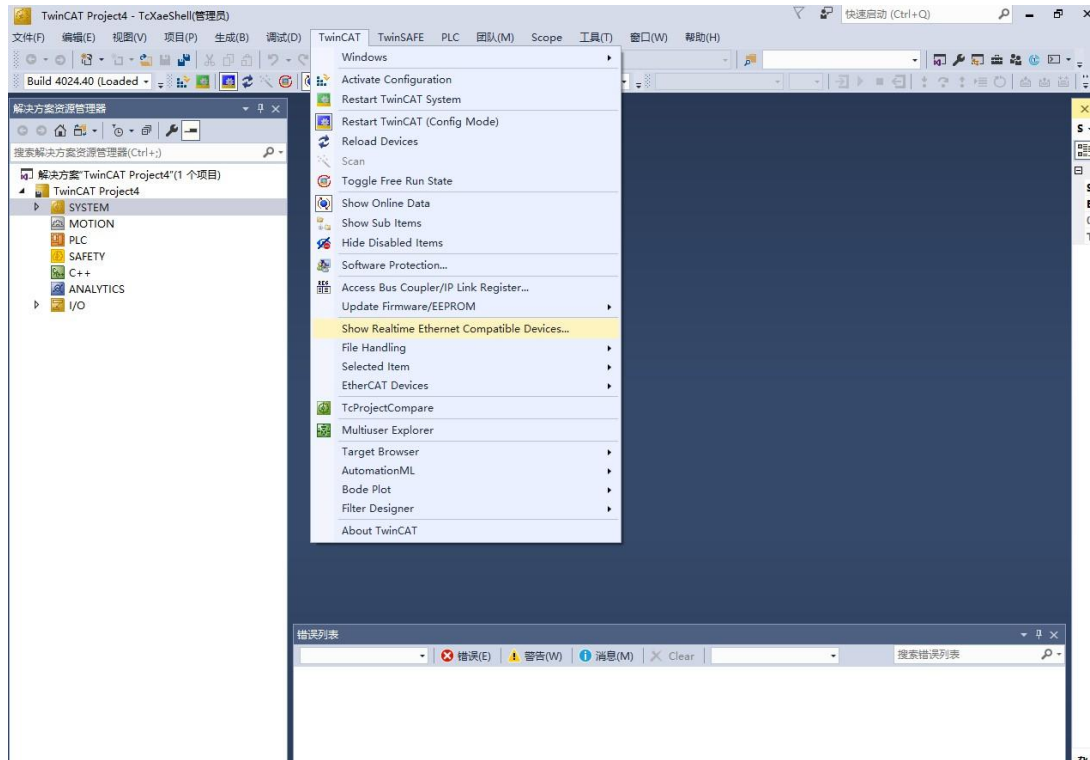 TwinCAT Project4 - TcXaeShell(管理员)
快速启动 (Ctrl+Q)
文件(F) 编辑(E) 视图(V) 项目(P) 生成(B) 调试(D) TwinCAT TwinSAFE PLC 团队(M) Scope 工具(T) 窗口(W) 帮助(H)
Build 4024.40 (Loaded
解决方案资源管理器
搜索解决方案资源管理器(Ctrl+;)
解决方案"TwinCAT Project4"(1 个项目)
TwinCAT Project4
SYSTEM
MOTION
PLC
SAFETY
C++
ANALYTICS
I/O
Windows
Activate Configuration
Restart TwinCAT System
Restart TwinCAT (Config Mode)
Reload Devices
Scan
Toggle Free Run State
Show Online Data
Show Sub Items
Hide Disabled Items
Software Protection...
Access Bus Coupler/IP Link Register...
Update Firmware/EEPROM
Show Realtime Ethernet Compatible Devices...
File Handling
Selected Item
EtherCAT Devices
TcProjectCompare
Multiuser Explorer
Target Browser
AutomationML
Bode Plot
Filter Designer
About TwinCAT
错误列表
错误(E) 警告(W) 消息(M) Clear
搜索错误列表